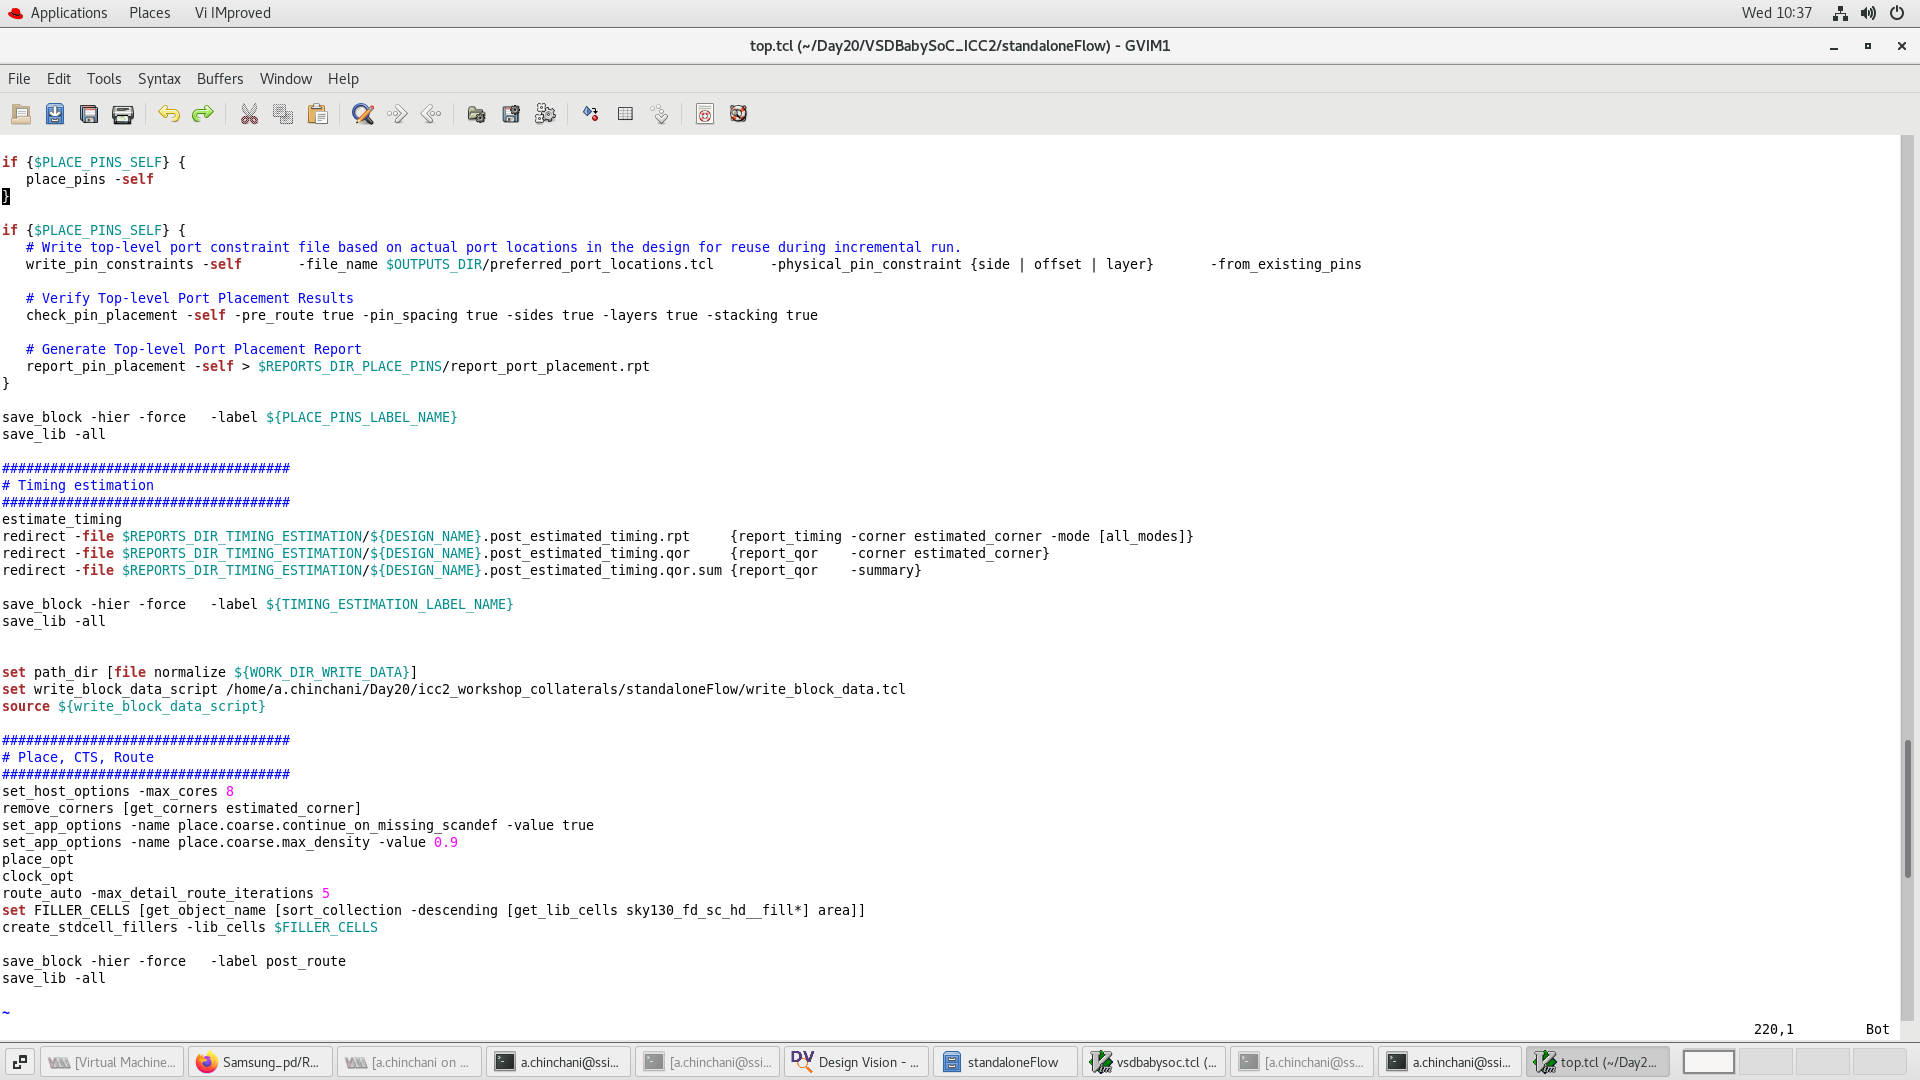 Applications Places Vi IMproved Wed 10:37
top.tcl (~/Day20/VSDBabySoC_ICC2/standaloneFlow) - GVIM1
File Edit Tools Syntax Buffers Window Help
if {$PLACE_PINS_SELF} {
   place_pins -self
}
if {$PLACE_PINS_SELF} {
   # Write top-level port constraint file based on actual port locations in the design for reuse during incremental run.
   write_pin_constraints -self       -file_name $OUTPUTS_DIR/preferred_port_locations.tcl       -physical_pin_constraint {side | offset | layer}       -from_existing_pins
   # Verify Top-level Port Placement Results
   check_pin_placement -self -pre_route true -pin_spacing true -sides true -layers true -stacking true
   # Generate Top-level Port Placement Report
   report_pin_placement -self > $REPORTS_DIR_PLACE_PINS/report_port_placement.rpt
}
save_block -hier -force   -label ${PLACE_PINS_LABEL_NAME}
save_lib -all
####################################
# Timing estimation
####################################
estimate_timing
redirect -file $REPORTS_DIR_TIMING_ESTIMATION/${DESIGN_NAME}.post_estimated_timing.rpt     {report_timing -corner estimated_corner -mode [all_modes]}
redirect -file $REPORTS_DIR_TIMING_ESTIMATION/${DESIGN_NAME}.post_estimated_timing.qor     {report_qor    -corner estimated_corner}
redirect -file $REPORTS_DIR_TIMING_ESTIMATION/${DESIGN_NAME}.post_estimated_timing.qor.sum {report_qor    -summary}
save_block -hier -force   -label ${TIMING_ESTIMATION_LABEL_NAME}
save_lib -all
set path_dir [file normalize ${WORK_DIR_WRITE_DATA}]
set write_block_data_script /home/a.chinchani/Day20/icc2_workshop_collaterals/standaloneFlow/write_block_data.tcl
source ${write_block_data_script}
####################################
# Place, CTS, Route
####################################
set_host_options -max_cores 8
remove_corners [get_corners estimated_corner]
set_app_options -name place.coarse.continue_on_missing_scandef -value true
set_app_options -name place.coarse.max_density -value 0.9
place_opt
clock_opt
route_auto -max_detail_route_iterations 5
set FILLER_CELLS [get_object_name [sort_collection -descending [get_lib_cells sky130_fd_sc_hd__fill*] area]]
create_stdcell_fillers -lib_cells $FILLER_CELLS
save_block -hier -force   -label post_route
save_lib -all
~
220,1 Bot
[Virtual Machine... Samsung_pd/R... [a.chinchani on ... a.chinchani@ssi... [a.chinchani@ssi... DV Design Vision - ... standaloneFlow vsdbabysoc.tcl (... [a.chinchani@ssi... a.chinchani@ssi... top.tcl (~/Day2...